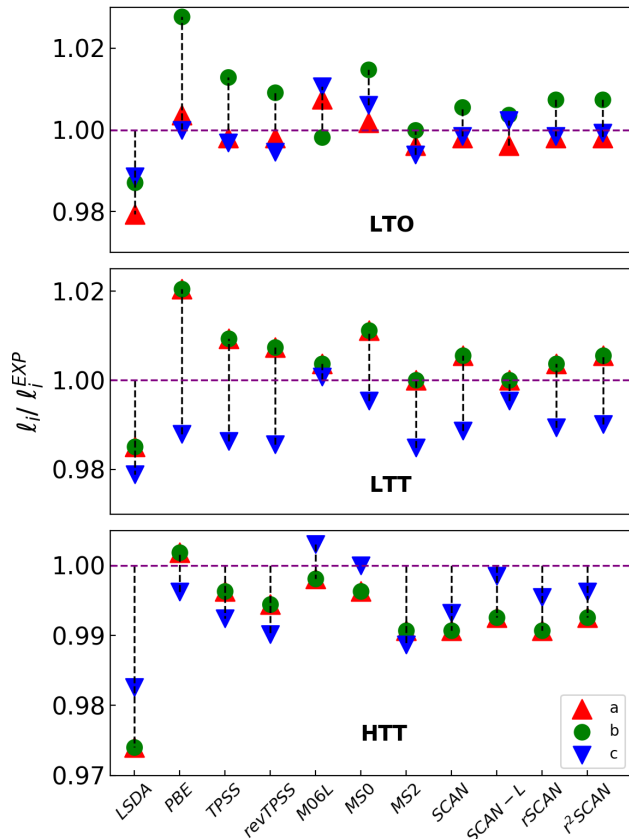 1.02
1.00
0.98
LTO
1.02
1.00
0.98
LTT
ℓi/ ℓiEXP
1.00
0.99
0.98
0.97
HTT
a
b
c
LSDA
PBE
TPSS
revTPSS
M06L
MS0
MS2
SCAN
SCAN − L
rSCAN
r²SCAN